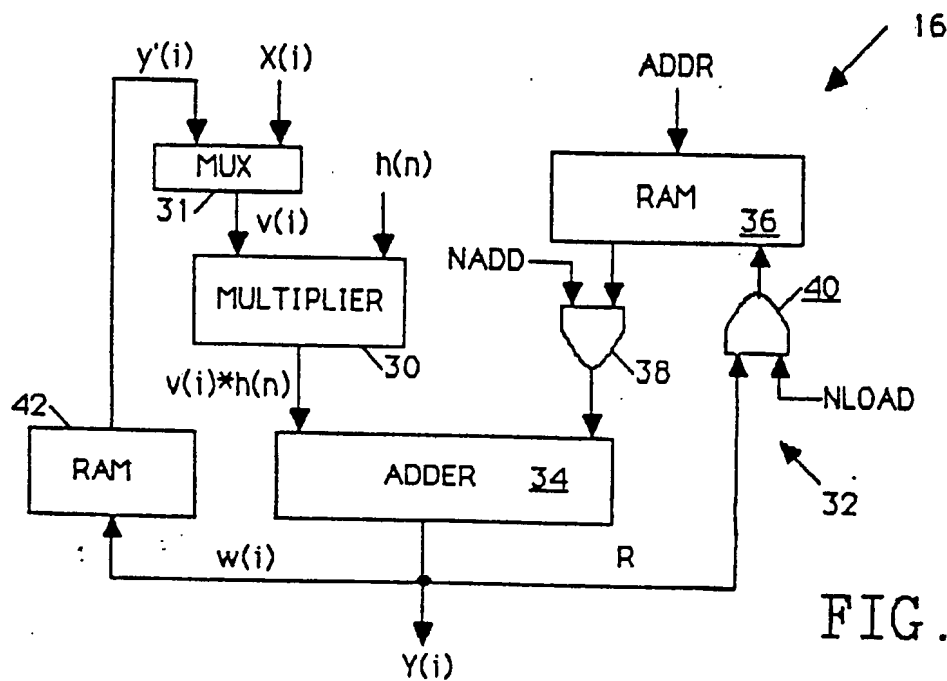 16
y'(i)
X(i)
ADDR
MUX
31
h(n)
RAM
36
v(i)
NADD
MULTIPLIER
30
40
38
v(i)*h(n)
NLOAD
42
RAM
ADDER
34
32
w(i)
R
Y(i)
FIG.